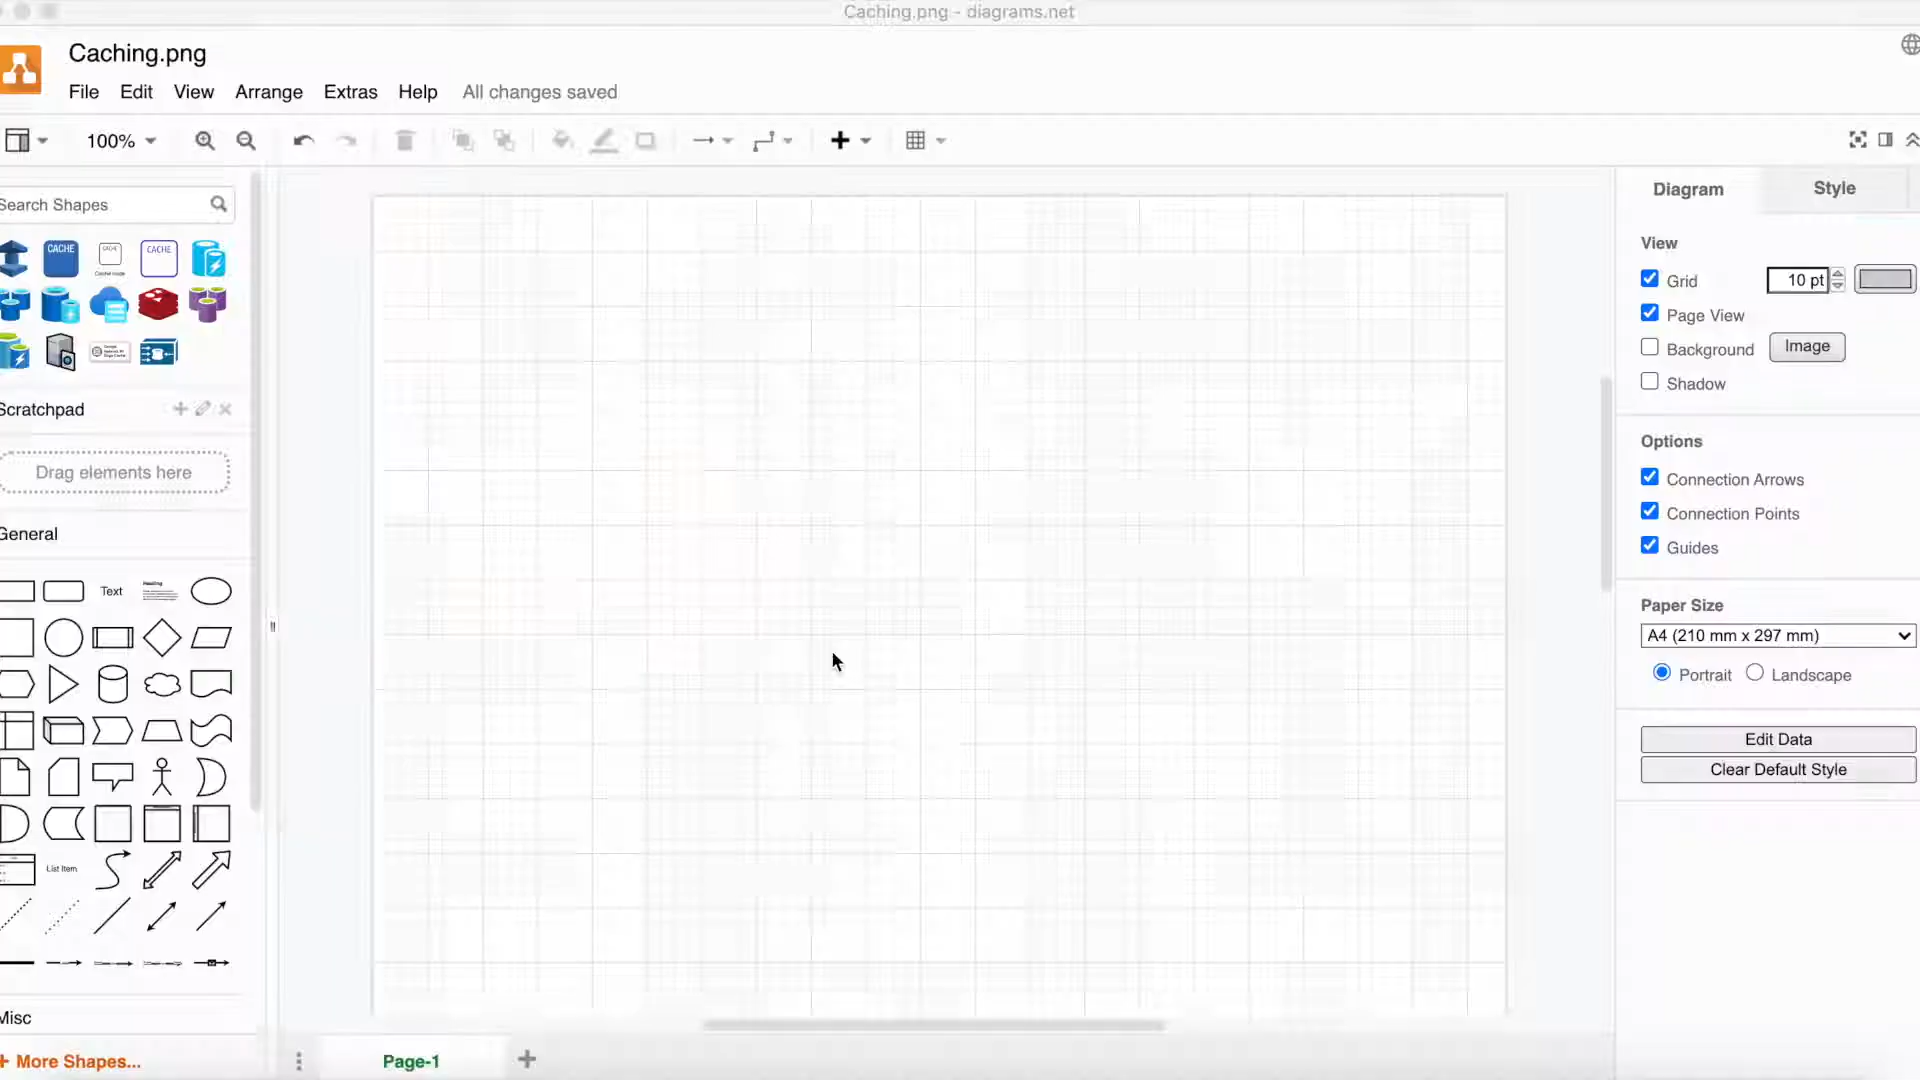 Caching.png - diagrams.net
Caching.png
File Edit View Arrange Extras Help All changes saved
100%
Search Shapes
CACHE
CACHE
CACHE
Scratchpad
Drag elements here
General
Text
Heading
List Item
Misc
+ More Shapes...
Page-1
Diagram Style
View
Grid 10 pt
Page View
Background Image
Shadow
Options
Connection Arrows
Connection Points
Guides
Paper Size
A4 (210 mm x 297 mm)
Portrait Landscape
Edit Data
Clear Default Style